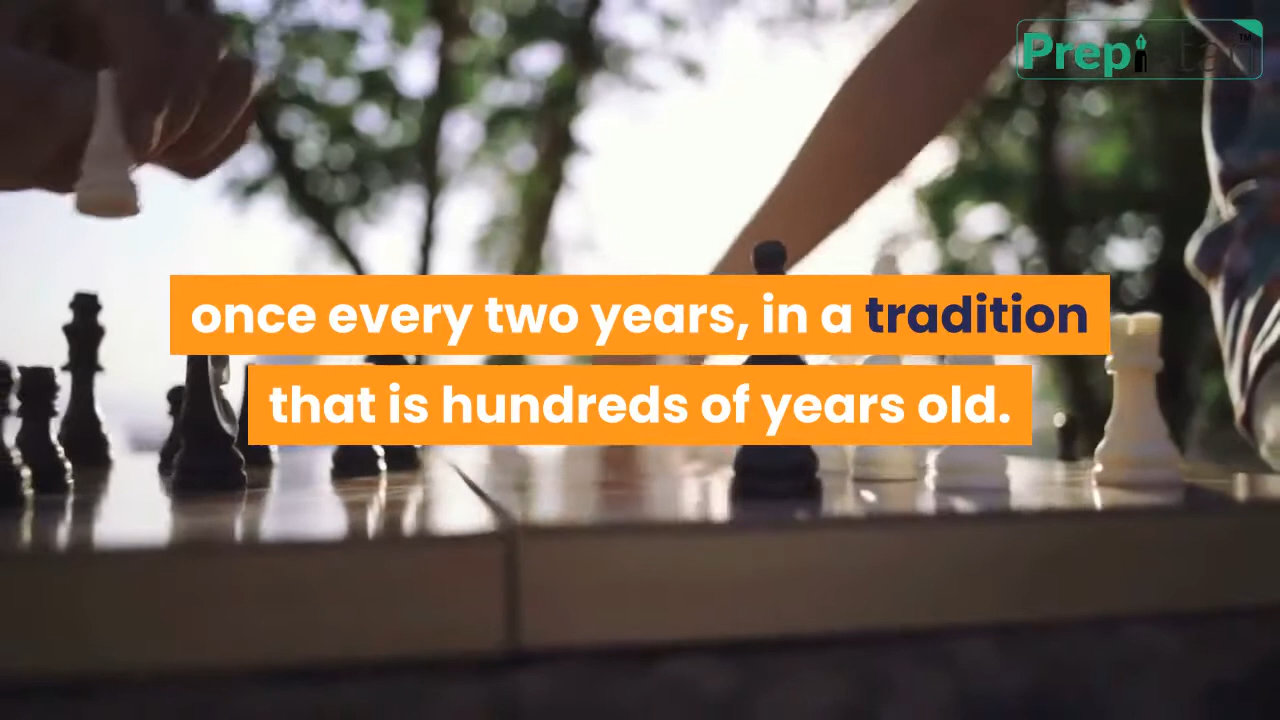 Prep
once every two years, in a tradition
that is hundreds of years old.